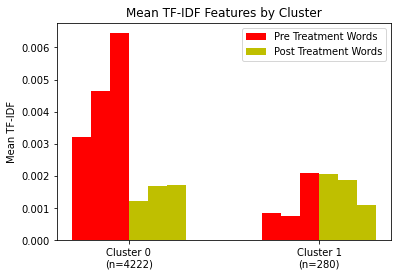 Mean TF-IDF Features by Cluster
Pre Treatment Words
Post Treatment Words
Mean TF-IDF
0.006
0.005
0.004
0.003
0.002
0.001
0.000
Cluster 0
(n=4222)
Cluster 1
(n=280)